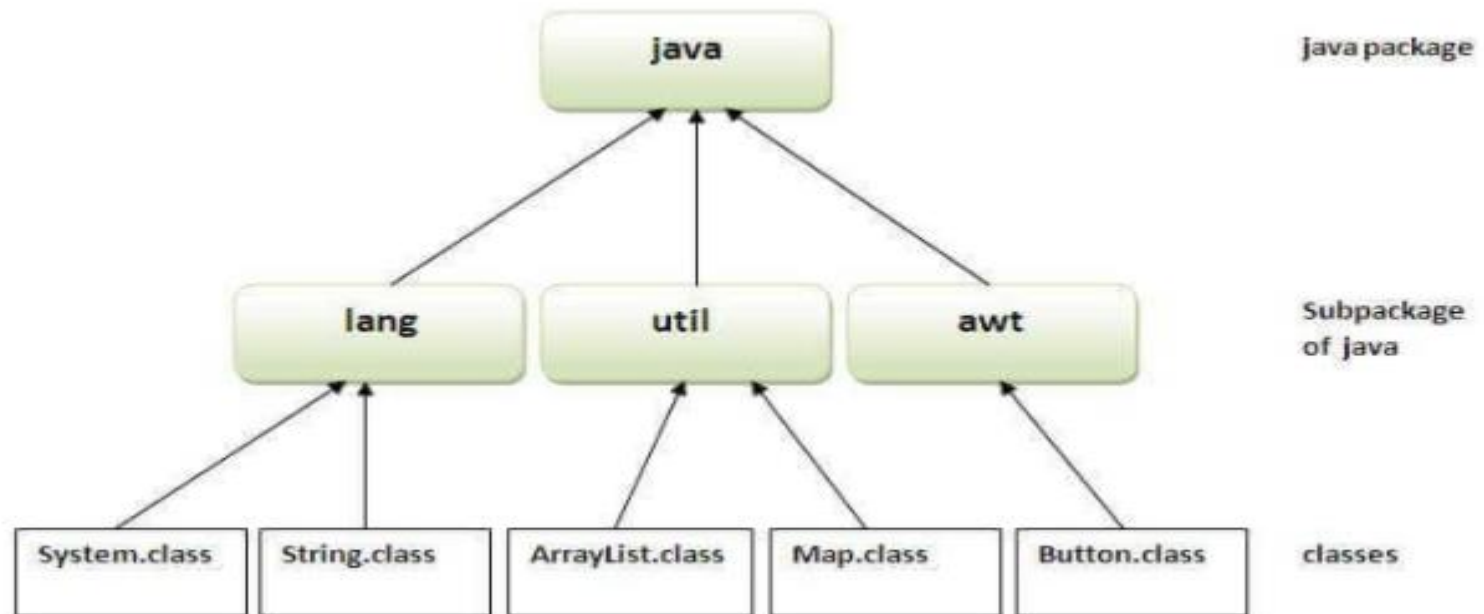 java
java package
lang
util
awt
Subpackage
of java
System.class
String.class
ArrayList.class
Map.class
Button.class
classes